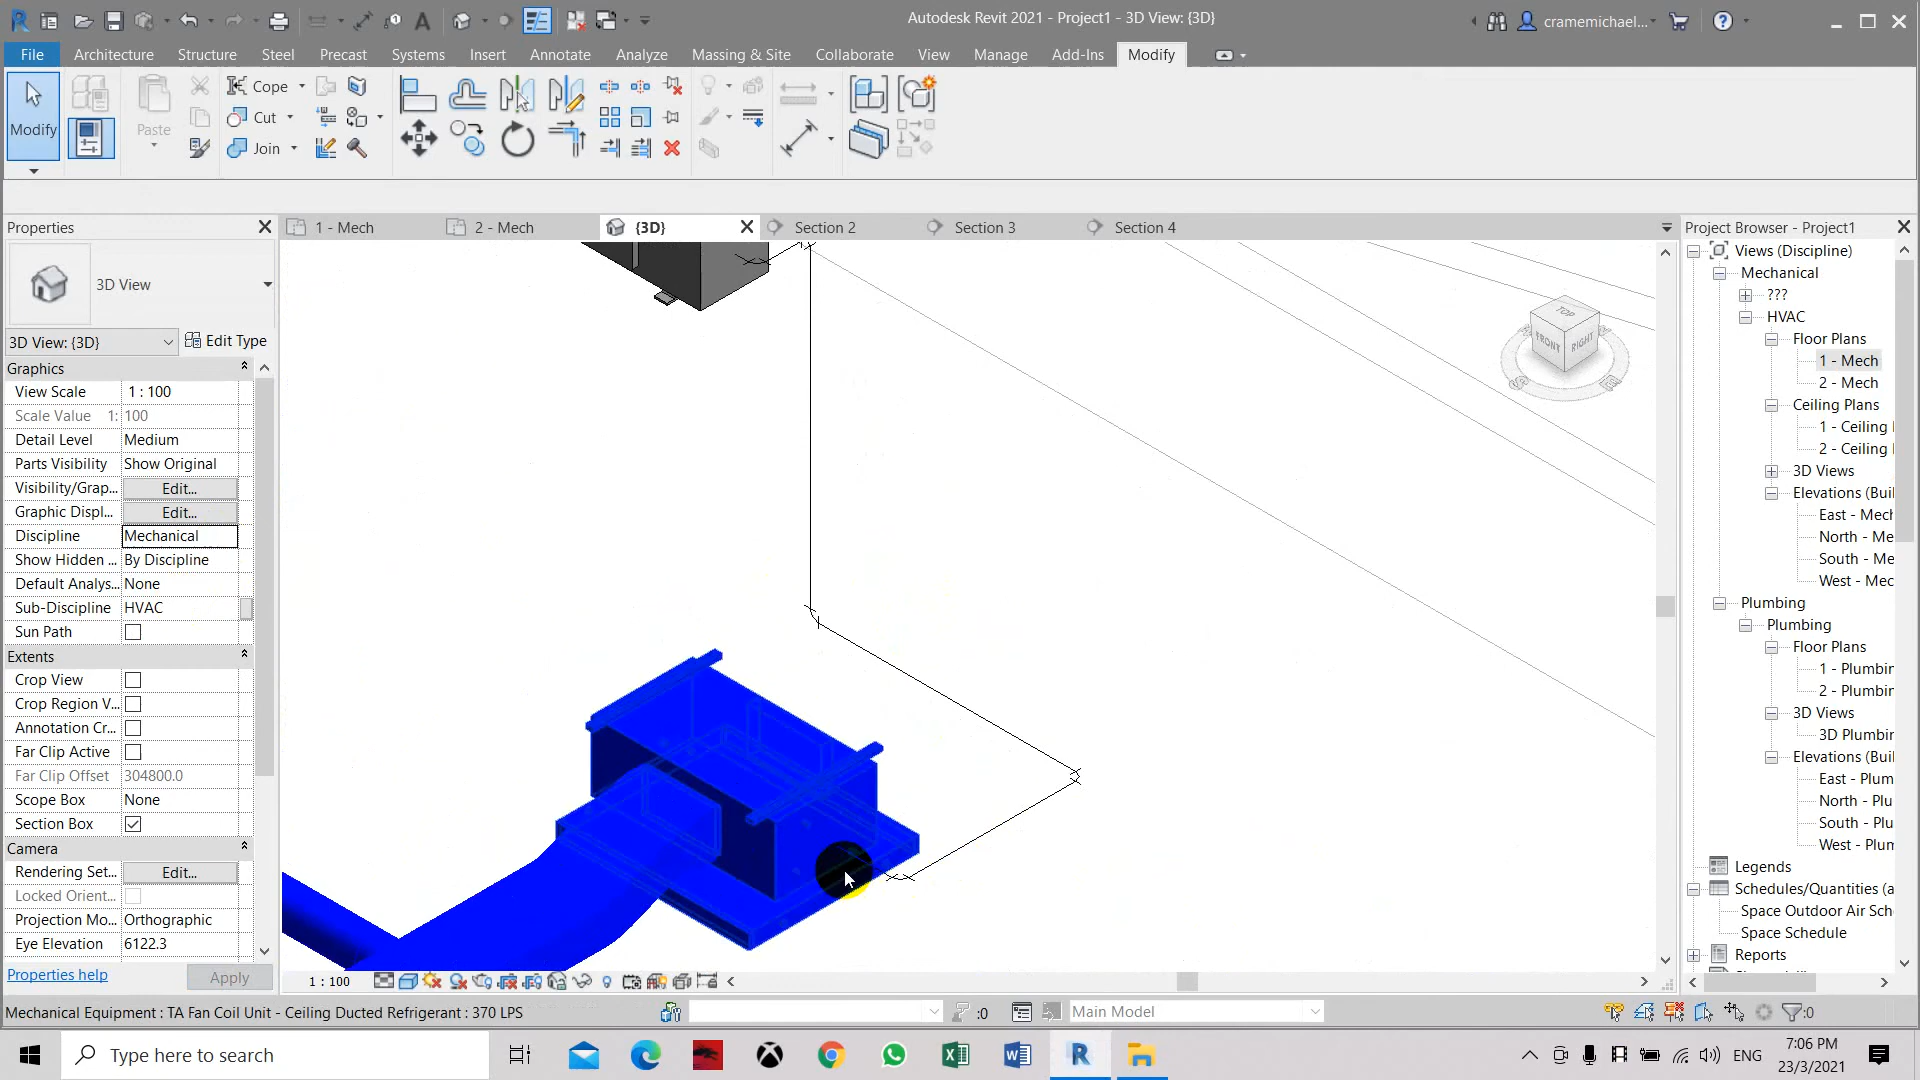 Autodesk Revit 2021 - Project1 - 3D View: {3D}
cramemichael...
File
Architecture
Structure
Steel
Precast
Systems
Insert
Annotate
Analyze
Massing & Site
Collaborate
View
Manage
Add-Ins
Modify
Modify
Paste
Cope
Cut
Join
Properties
1 - Mech
2 - Mech
{3D}
Section 2
Section 3
Section 4
Project Browser - Project1
3D View
3D View: {3D}
Edit Type
Graphics
View Scale 1 : 100
Scale Value 1: 100
Detail Level Medium
Parts Visibility Show Original
Visibility/Grap... Edit...
Graphic Displ... Edit...
Discipline Mechanical
Show Hidden ... By Discipline
Default Analys... None
Sub-Discipline HVAC
Sun Path
Extents
Crop View
Crop Region V...
Annotation Cr...
Far Clip Active
Far Clip Offset 304800.0
Scope Box None
Section Box
Camera
Rendering Set... Edit...
Locked Orient...
Projection Mo... Orthographic
Eye Elevation 6122.3
Properties help
Apply
TOP
FRONT
RIGHT
S
E
Views (Discipline)
Mechanical
???
HVAC
Floor Plans
1 - Mech
2 - Mech
Ceiling Plans
1 - Ceiling
2 - Ceiling
3D Views
Elevations (Buil
East - Mech
North - Me
South - Me
West - Mec
Plumbing
Plumbing
Floor Plans
1 - Plumbin
2 - Plumbin
3D Views
3D Plumbin
Elevations (Buil
East - Plum
North - Plu
South - Plu
West - Plum
Legends
Schedules/Quantities (a
Space Outdoor Air Sch
Space Schedule
Reports
1 : 100
Mechanical Equipment : TA Fan Coil Unit - Ceiling Ducted Refrigerant : 370 LPS
:0
Main Model
:0
Type here to search
ENG
7:06 PM
23/3/2021